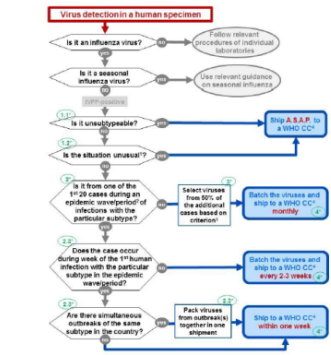 Virus detection in a human specimen
Is it an influenza virus?
no
Follow relevant
procedures of individual
laboratories
yes
Is it a seasonal
influenza virus?
no
Use relevant guidance
on seasonal influenza
yes
NPP-positive
1.1
Is it unsubtypeable?
yes
Ship A.S.A.P. to
a WHO CC
no
1.2
Is the situation unusual?
yes
no
2
Is it from one of the
1st 20 cases during an
epidemic wave/period of
infections with the
particular subtype?
no
Select viruses
from 50% of
the additional
cases based on
criterion
Batch the viruses and
ship to a WHO CC
monthly
yes
Does the case occur
during week of the 1st human
infection with the particular
subtype in the epidemic
wave/period?
no
Batch the viruses and
ship to a WHO CC
every 2-3 weeks
yes
Are there simultaneous
outbreaks of the
same subtype in the country?
yes
Pack viruses
from outbreak(s)
together in one
shipment
Ship to a WHO CC
within one week
no